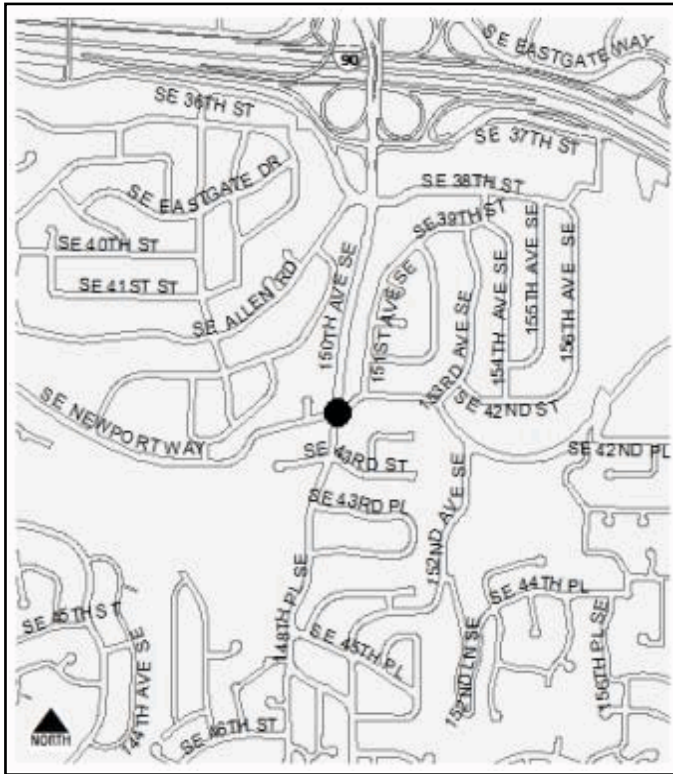 SE EASTGATE WAY
90
SE 36TH ST
SE 37TH ST
SE EASTGATE DR
SE 38TH ST
SE 39TH ST
SE 40TH ST
SE 41ST ST
SE ALLEN RD
150TH AVE SE
151ST AVE SE
153RD AVE SE
154TH AVE SE
155TH AVE SE
156TH AVE SE
SE NEWPORT WAY
SE 42ND ST
SE 43RD ST
SE 42ND PL
SE 43RD PL
152ND AVE SE
148TH PL SE
SE 44TH PL
SE 45TH ST
144TH AVE SE
SE 45TH PL
152ND LN SE
156TH PL SE
SE 46TH ST
NORTH